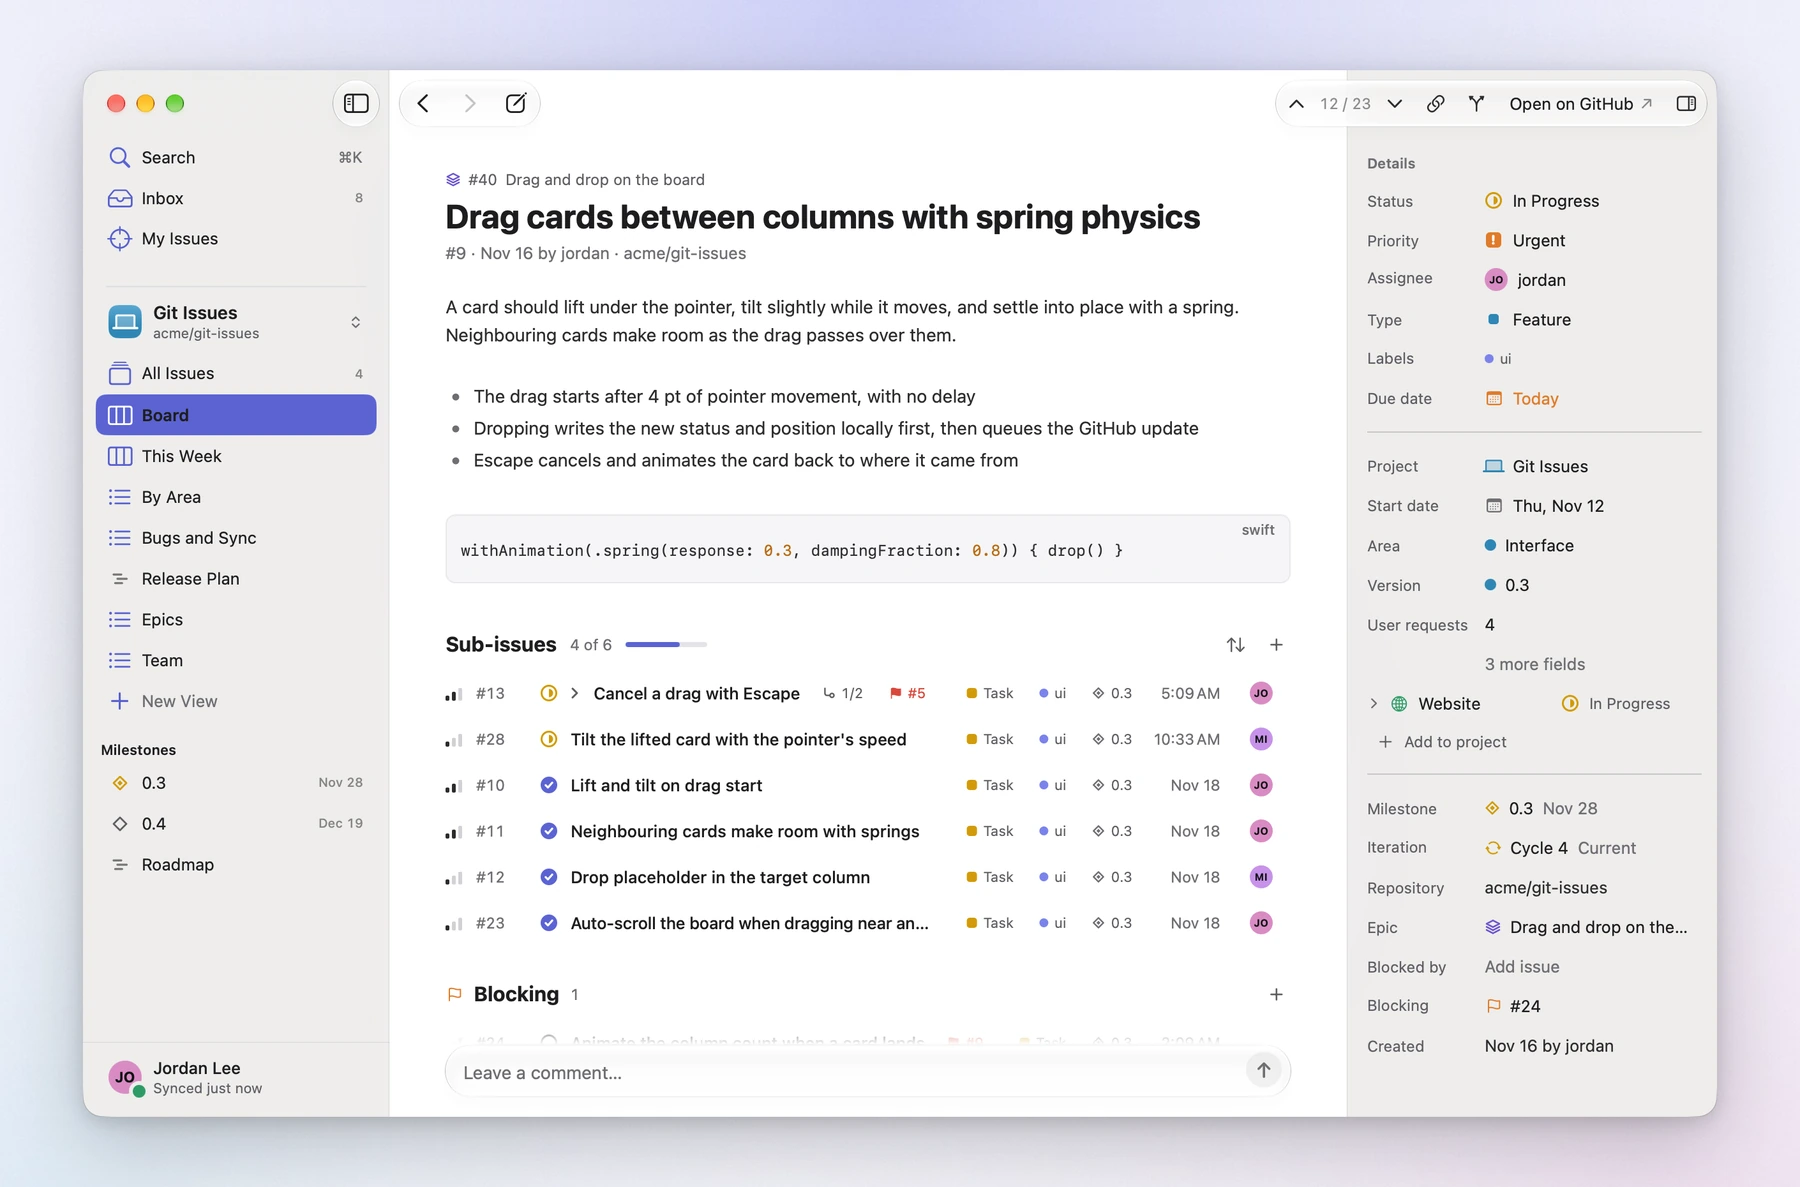 Search ⌘K
Inbox 8
My Issues
Git Issues
acme/git-issues
All Issues 4
Board
This Week
By Area
Bugs and Sync
Release Plan
Epics
Team
New View
Milestones
0.3 Nov 28
0.4 Dec 19
Roadmap
JO
Jordan Lee
Synced just now
12 / 23 Open on GitHub ↗
#40 Drag and drop on the board
Drag cards between columns with spring physics
#9 · Nov 16 by jordan · acme/git-issues
A card should lift under the pointer, tilt slightly while it moves, and settle into place with a spring.
Neighbouring cards make room as the drag passes over them.
• The drag starts after 4 pt of pointer movement, with no delay
• Dropping writes the new status and position locally first, then queues the GitHub update
• Escape cancels and animates the card back to where it came from
swift
withAnimation(.spring(response: 0.3, dampingFraction: 0.8)) { drop() }
Sub-issues 4 of 6
#13 Cancel a drag with Escape 1/2 #5 Task ui 0.3 5:09 AM JO
#28 Tilt the lifted card with the pointer's speed Task ui 0.3 10:33 AM MI
#10 Lift and tilt on drag start Task ui 0.3 Nov 18 JO
#11 Neighbouring cards make room with springs Task ui 0.3 Nov 18 JO
#12 Drop placeholder in the target column Task ui 0.3 Nov 18 MI
#23 Auto-scroll the board when dragging near an... Task ui 0.3 Nov 18 JO
Blocking 1
#24 Animate the column count when a card lands #9 Task 0.3
Leave a comment...
Details
Status In Progress
Priority Urgent
Assignee JO jordan
Type Feature
Labels ui
Due date Today
Project Git Issues
Start date Thu, Nov 12
Area Interface
Version 0.3
User requests 4
3 more fields
Website In Progress
Add to project
Milestone 0.3 Nov 28
Iteration Cycle 4 Current
Repository acme/git-issues
Epic Drag and drop on the...
Blocked by Add issue
Blocking #24
Created Nov 16 by jordan